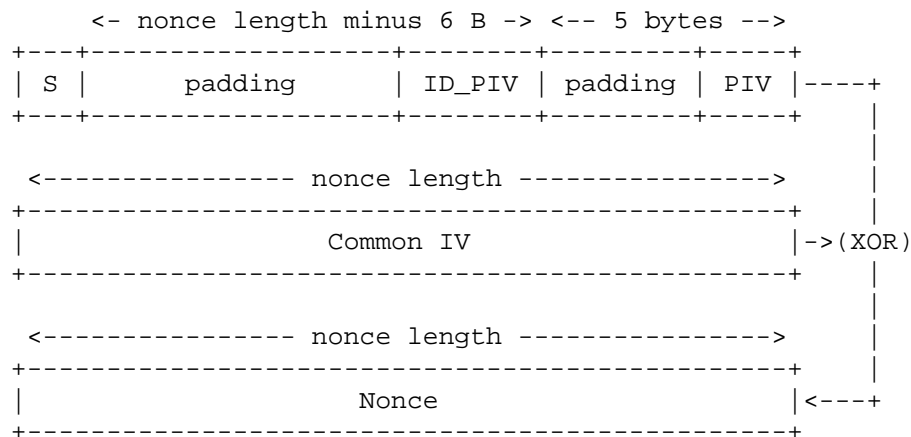 <- nonce length minus 6 B -> <-- 5 bytes -->
+---+-------------------+--------+---------+-----+
| S |      padding      | ID_PIV | padding | PIV |----+
+---+-------------------+--------+---------+-----+    |
                                                      |
 <---------------- nonce length ---------------->     |
+------------------------------------------------+    |
|                   Common IV                    |->(XOR)
+------------------------------------------------+    |
                                                      |
 <---------------- nonce length ---------------->     |
+------------------------------------------------+    |
|                     Nonce                      |<---+
+------------------------------------------------+